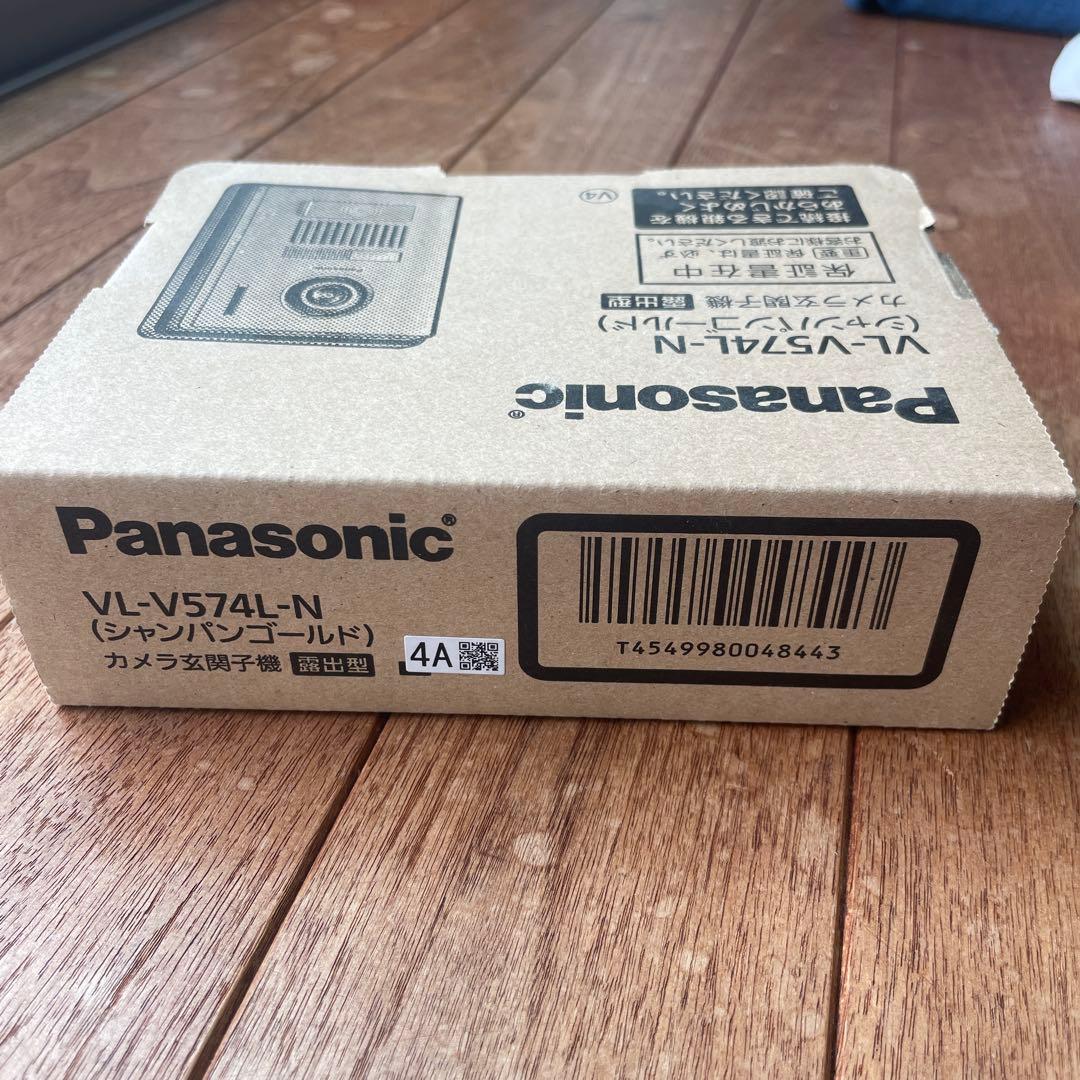 Panasonic®
VL-V574L-N
(シャンパンゴールド)
カメラ玄関子機 露出型
4A
T4549980048443
Panasonic®
VL-V574L-N
(シャンパンゴールド)
カメラ玄関子機 露出型
保証書在中
重要 保証書は、必ず
お客様にお渡しください。
接続できる親機を
あらかじめよく
ご確認ください。
V4
Panasonic